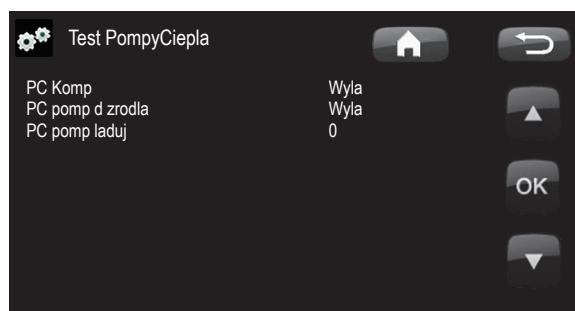 Test PompyCiepla
PC Komp Wyla
PC pomp d zrodla Wyla
PC pomp laduj 0
OK